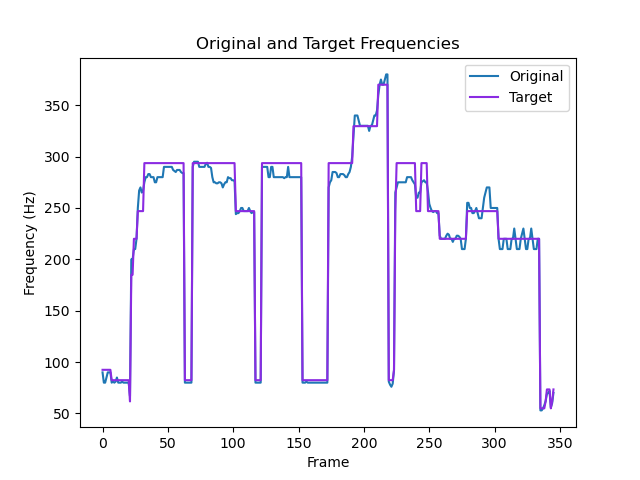 Original and Target Frequencies
Original
Target
350
300
250
200
150
100
50
Frequency (Hz)
0 50 100 150 200 250 300 350
Frame